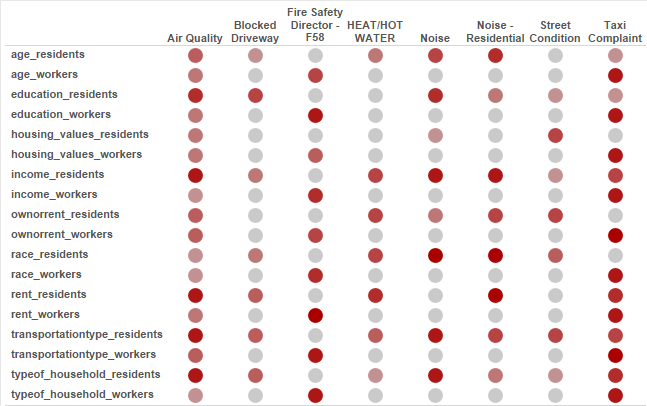 Air Quality
Blocked
Driveway
Fire Safety
Director -
F58
HEAT/HOT
WATER
Noise
Noise -
Residential
Street
Condition
Taxi
Complaint
age_residents
age_workers
education_residents
education_workers
housing_values_residents
housing_values_workers
income_residents
income_workers
ownorrent_residents
ownorrent_workers
race_residents
race_workers
rent_residents
rent_workers
transportationtype_residents
transportationtype_workers
typeof_household_residents
typeof_household_workers